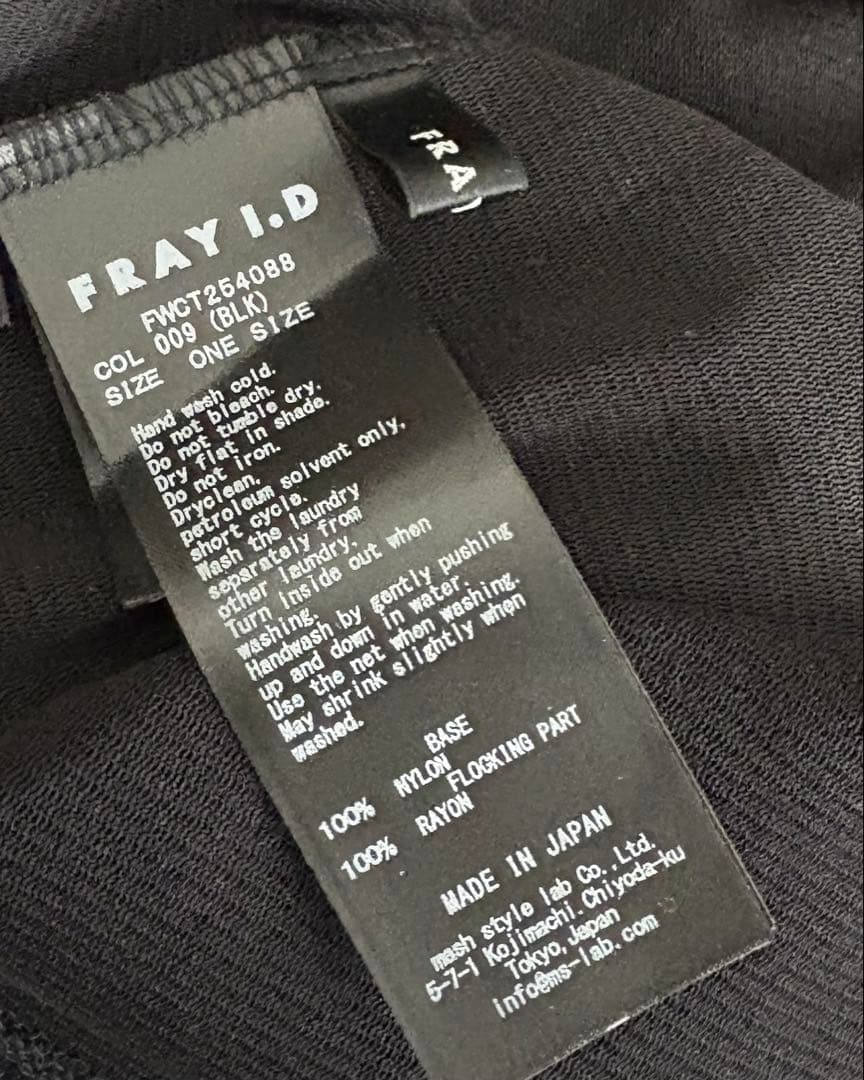 FRAY I.D
FWCT254088
COL 009 (BLK)
SIZE ONE SIZE
Hand wash cold.
Do not bleach.
Do not tumble dry.
Dry flat in shade.
Do not iron.
Dryclean,
petroleum solvent only,
short cycle.
Wash the laundry
separately from
other laundry.
Turn inside out when
washing.
Handwash by gently pushing
up and down in water.
Use the net when washing.
May shrink slightly when
washed.
BASE
100% NYLON
FLOCKING PART
100% RAYON
MADE IN JAPAN
mash style lab Co.,Ltd.
5-7-1 Kojimachi.Chiyoda-ku
Tokyo,Japan
info@ms-lab.com
FRA